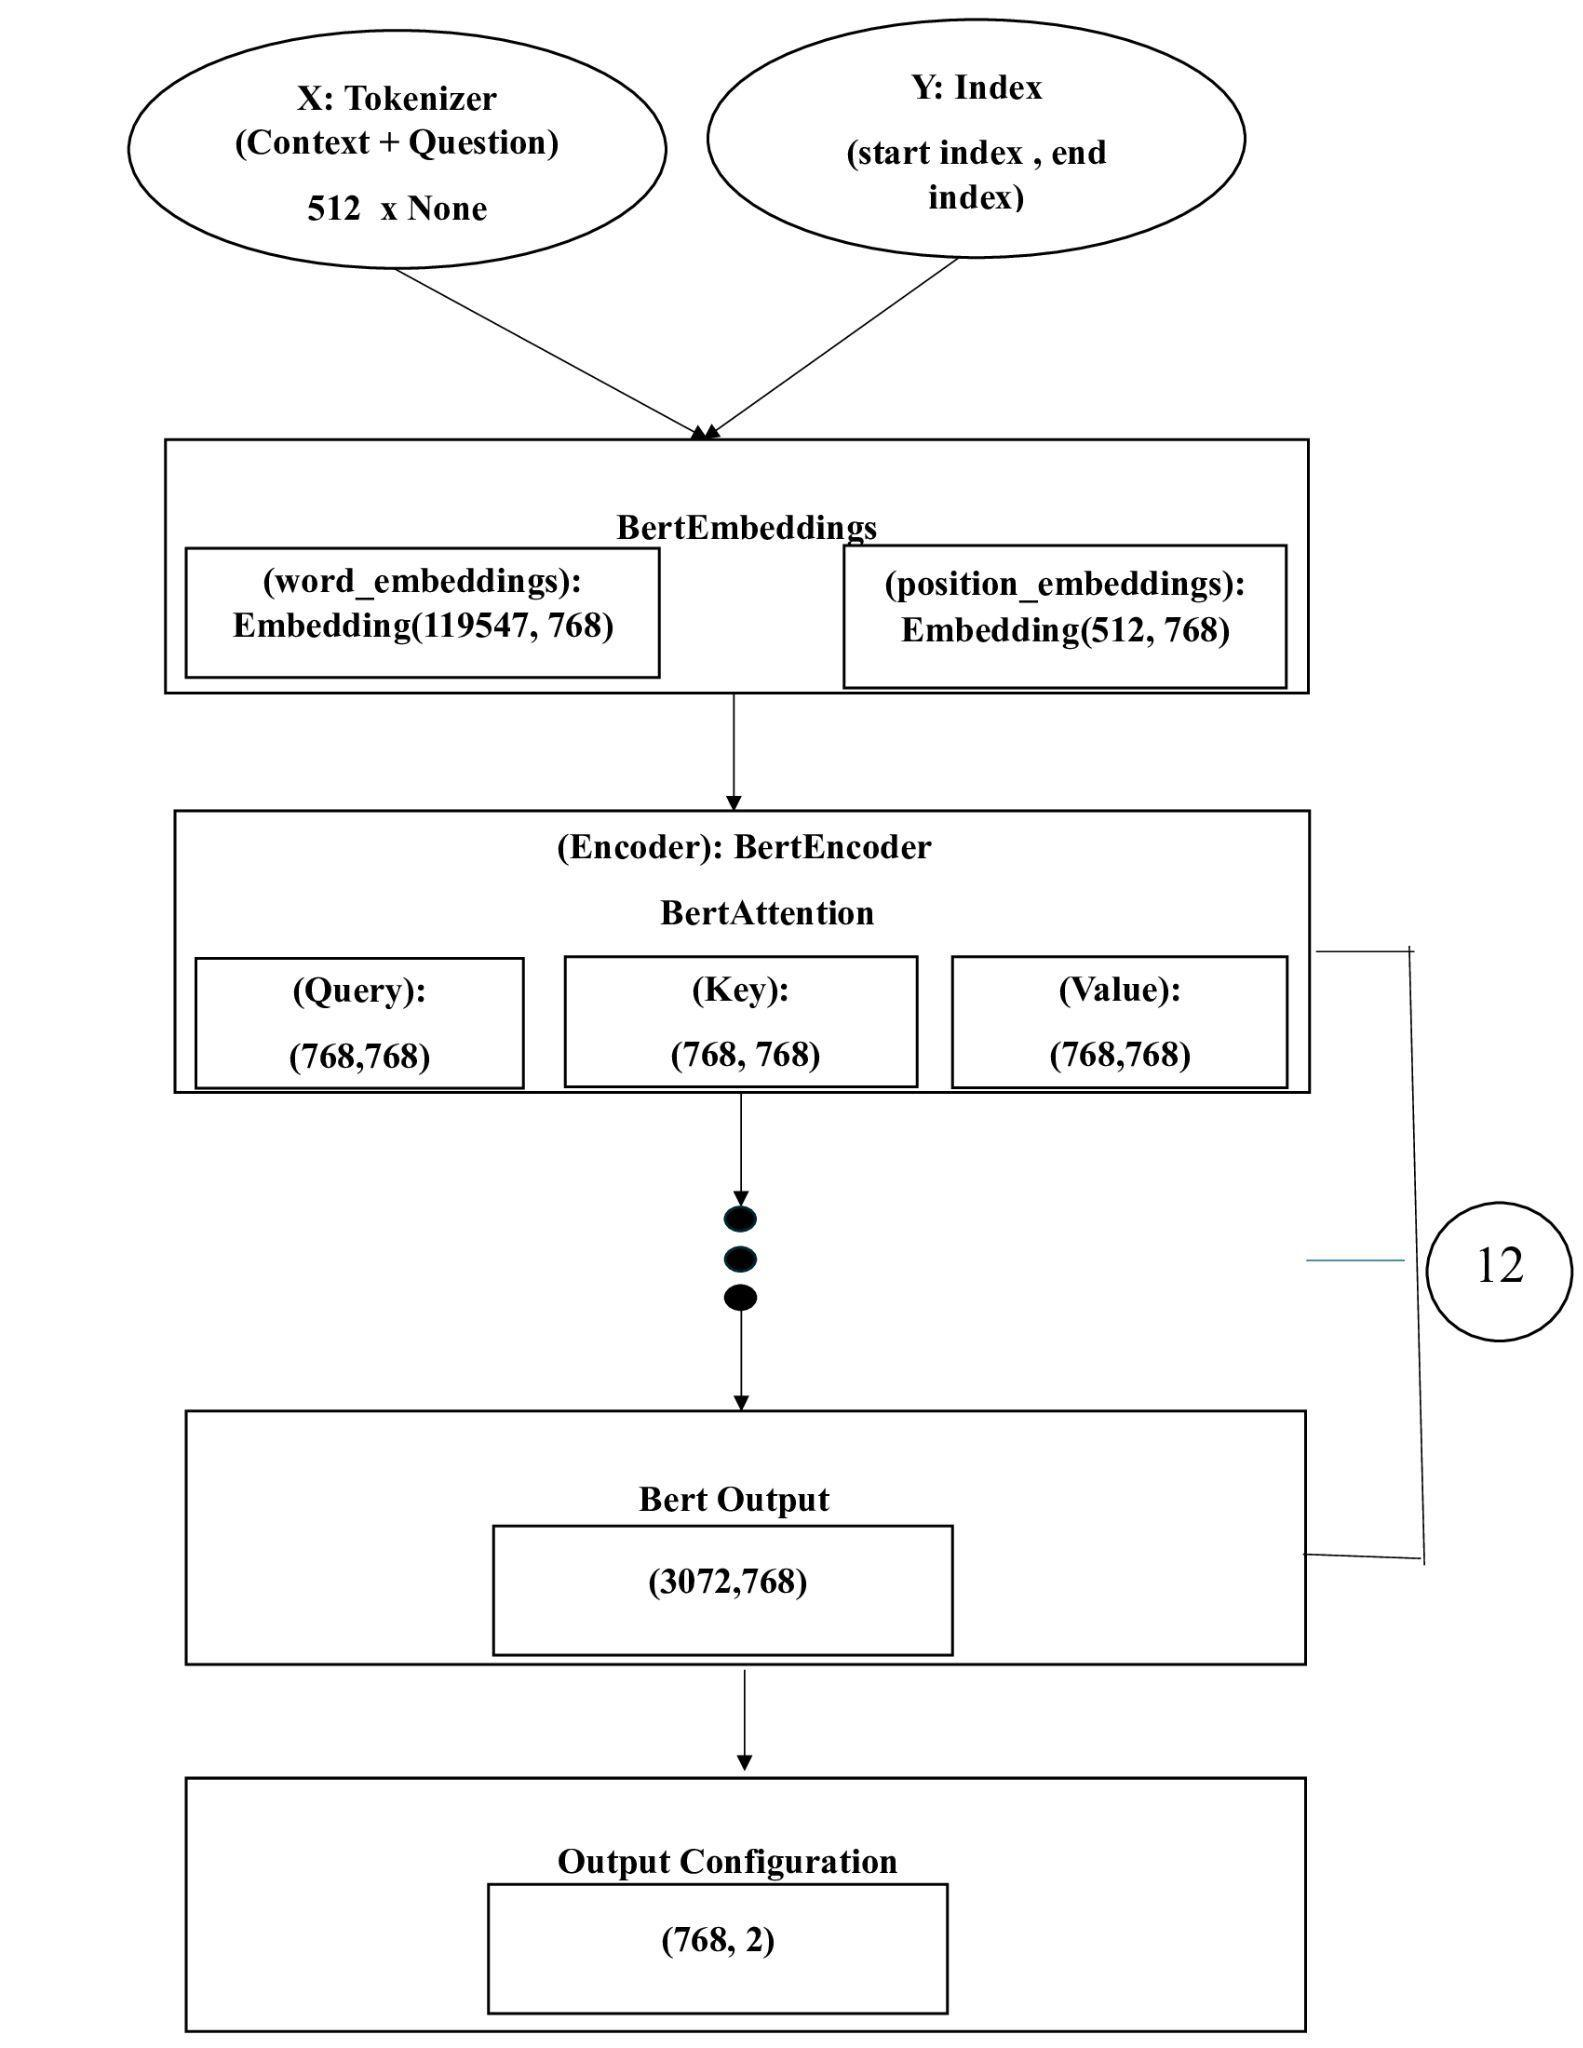 X: Tokenizer
(Context + Question)
512 x None
Y: Index
(start index , end
index)
BertEmbeddings
(word_embeddings):
Embedding(119547, 768)
(position_embeddings):
Embedding(512, 768)
(Encoder): BertEncoder
BertAttention
(Query):
(768,768)
(Key):
(768, 768)
(Value):
(768,768)
12
Bert Output
(3072,768)
Output Configuration
(768, 2)